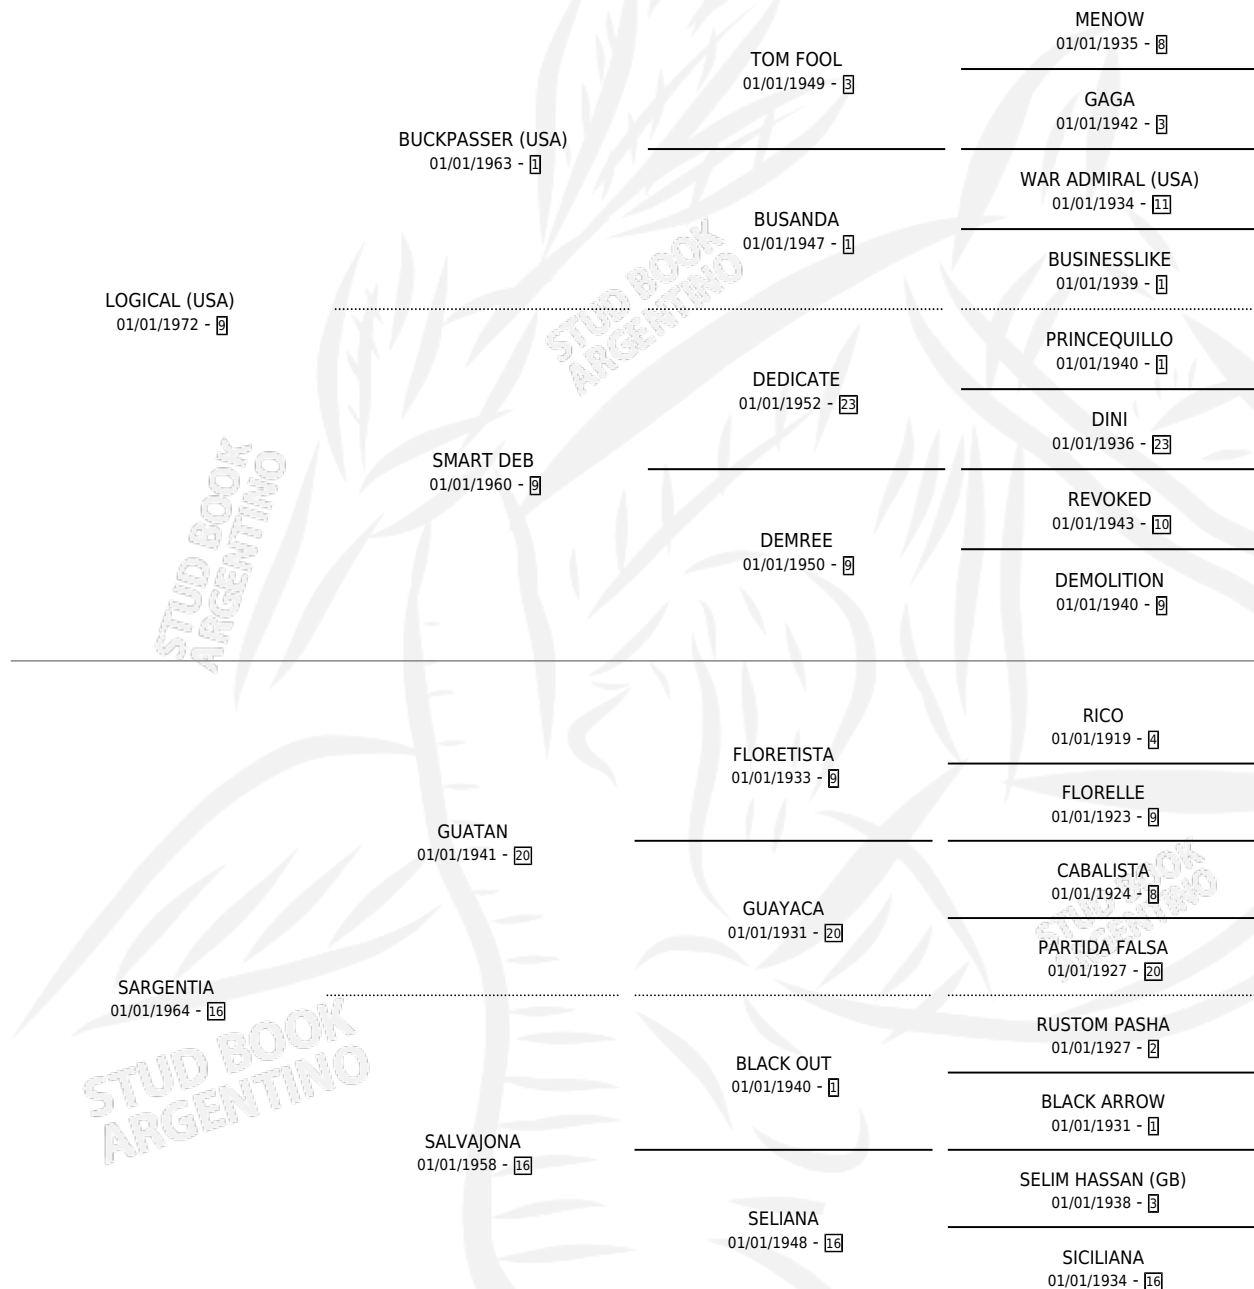 MENOW
01/01/1935 - 8
TOM FOOL
01/01/1949 - 3
GAGA
01/01/1942 - 3
BUCKPASSER (USA)
01/01/1963 - 1
WAR ADMIRAL (USA)
01/01/1934 - 11
BUSANDA
01/01/1947 - 1
BUSINESSLIKE
01/01/1939 - 1
LOGICAL (USA)
01/01/1972 - 9
PRINCEQUILLO
01/01/1940 - 1
DEDICATE
01/01/1952 - 23
DINI
01/01/1936 - 23
SMART DEB
01/01/1960 - 9
REVOKED
01/01/1943 - 10
DEMREE
01/01/1950 - 9
DEMOLITION
01/01/1940 - 9
RICO
01/01/1919 - 4
FLORETISTA
01/01/1933 - 9
FLORELLE
01/01/1923 - 9
GUATAN
01/01/1941 - 20
CABALISTA
01/01/1924 - 8
GUAYACA
01/01/1931 - 20
PARTIDA FALSA
01/01/1927 - 20
SARGENTIA
01/01/1964 - 16
RUSTOM PASHA
01/01/1927 - 2
BLACK OUT
01/01/1940 - 1
BLACK ARROW
01/01/1931 - 1
SALVAJONA
01/01/1958 - 16
SELIM HASSAN (GB)
01/01/1938 - 3
SELIANA
01/01/1948 - 16
SICILIANA
01/01/1934 - 16
STUD BOOK
ARGENTINO
STUD BOOK
ARGENTINO
STUD BOOK
ARGENTINO
STUD BOOK
ARGENTINO